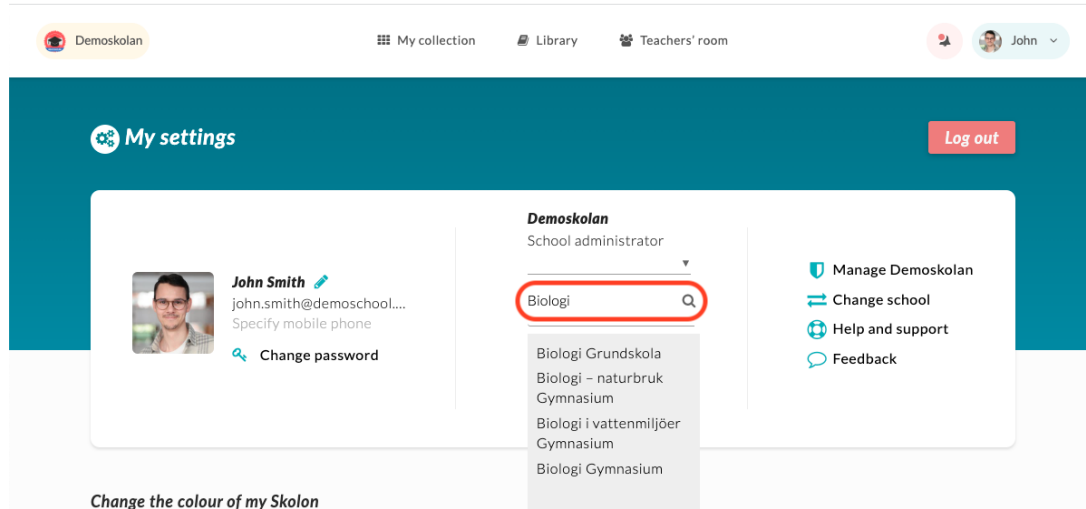 Demoskolan
My collection
Library
Teachers' room
John
My settings
Log out
John Smith
john.smith@demoschool....
Specify mobile phone
Change password
Demoskolan
School administrator
Biologi
Biologi Grundskola
Biologi – naturbruk
Gymnasium
Biologi i vattenmiljöer
Gymnasium
Biologi Gymnasium
Manage Demoskolan
Change school
Help and support
Feedback
Change the colour of my Skolon